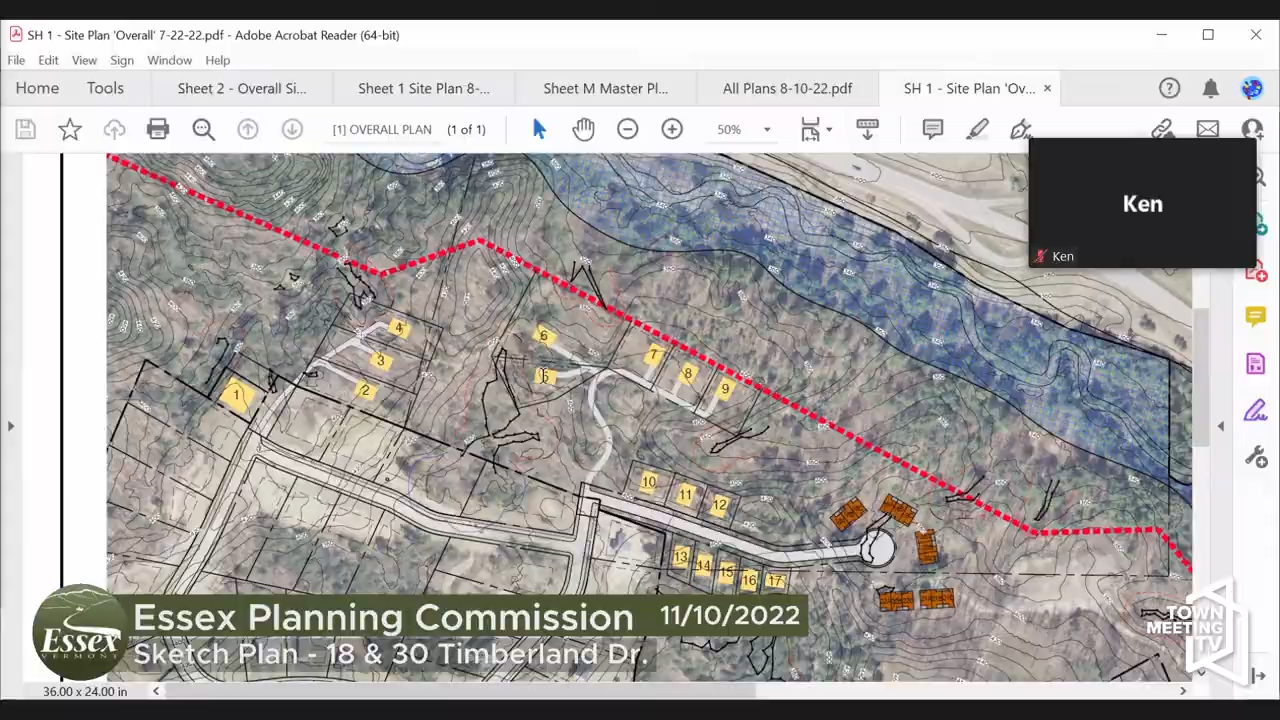 SH 1 - Site Plan 'Overall' 7-22-22.pdf - Adobe Acrobat Reader (64-bit)
File Edit View Window Help
Home Tools Sheet 2 - Overall Si... Sheet 1 Site Plan 8-... Sheet M Master Pl... All Plans 8-10-22.pdf SH 1 - Site Plan 'Ov... ×
[1] OVERALL PLAN (1 of 1) 50%
Ken
Ken
4
3
2
1
6
7
8
9
10
11
12
13
14
15
16
17
Essex Planning Commission 11/10/2022
Sketch Plan - 18 & 30 Timberland Dr.
Essex
VERMONT
TOWN
MEETING
TV
36.00 x 24.00 in